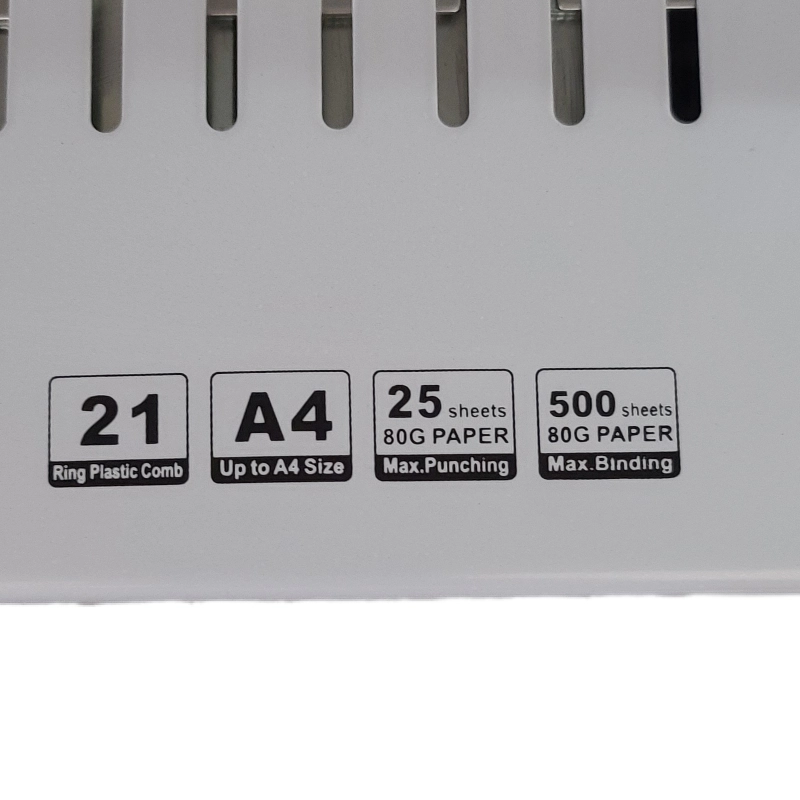 21
Ring Plastic Comb
A4
Up to A4 Size
25 sheets
80G PAPER
Max.Punching
500 sheets
80G PAPER
Max.Binding